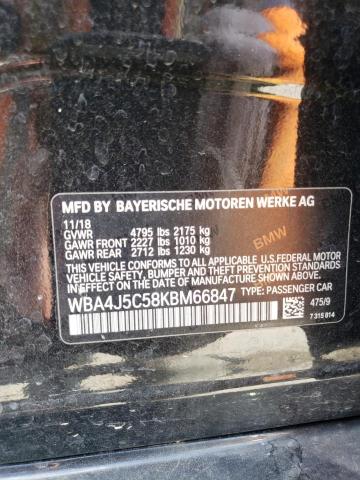 MFD BY BAYERISCHE MOTOREN WERKE AG
11/18
GVWR 4795 lbs 2175 kg
GAWR FRONT 2227 lbs 1010 kg
GAWR REAR 2712 lbs 1230 kg
BMW
THIS VEHICLE CONFORMS TO ALL APPLICABLE U.S.FEDERAL MOTOR
VEHICLE SAFETY, BUMPER, AND THEFT PREVENTION STANDARDS IN
EFFECT ON THE DATE OF MANUFACTURE SHOWN ABOVE.
WBA4J5C58KBM66847 TYPE: PASSENGER CAR
475/9
7 315 814